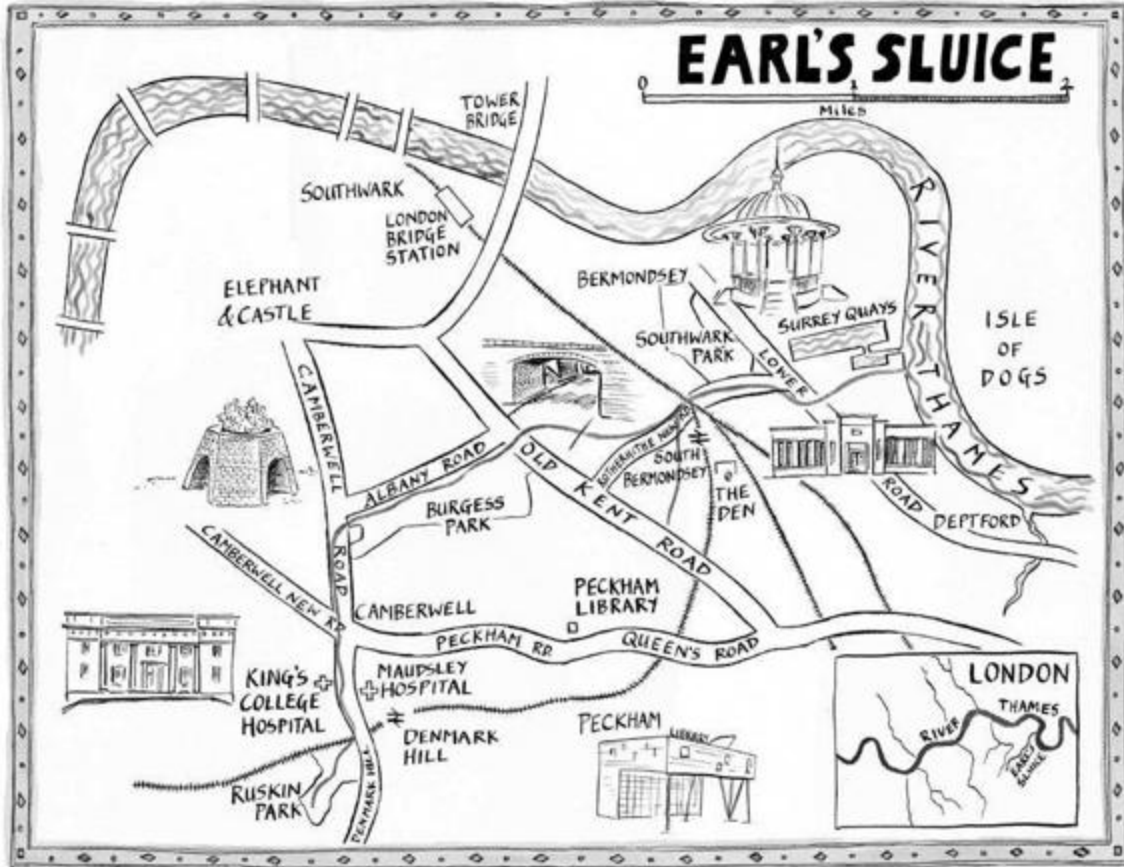 EARL'S SLUICE
0 1 2
Miles
TOWER
BRIDGE
SOUTHWARK
LONDON
BRIDGE
STATION
RIVER THAMES
ELEPHANT
& CASTLE
BERMONDSEY
SOUTHWARK
PARK
SURREY QUAYS
LOWER
ISLE
OF
DOGS
CAMBERWELL
ALBANY ROAD
OLD KENT ROAD
SOUTH
BERMONDSEY
THE
DEN
ROAD
DEPTFORD
BURGESS
PARK
CAMBERWELL NEW RD
ROAD
CAMBERWELL
PECKHAM
LIBRARY
PECKHAM RD.
QUEEN'S ROAD
KING'S
COLLEGE
HOSPITAL
MAUDSLEY
HOSPITAL
DENMARK
HILL
RUSKIN
PARK
DENMARK HILL
PECKHAM
LIBRARY
LONDON
RIVER THAMES
EARL'S
SLUICE